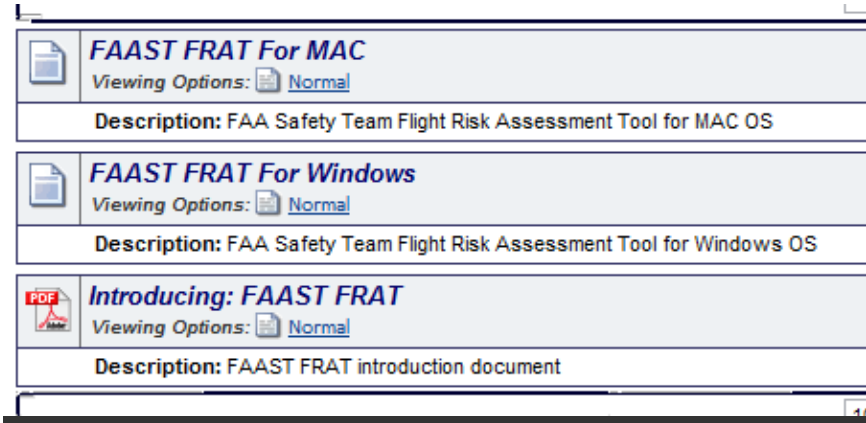 FAAST FRAT For MAC
Viewing Options: Normal
Description: FAA Safety Team Flight Risk Assessment Tool for MAC OS
FAAST FRAT For Windows
Viewing Options: Normal
Description: FAA Safety Team Flight Risk Assessment Tool for Windows OS
PDF
Adobe
Introducing: FAAST FRAT
Viewing Options: Normal
Description: FAAST FRAT introduction document